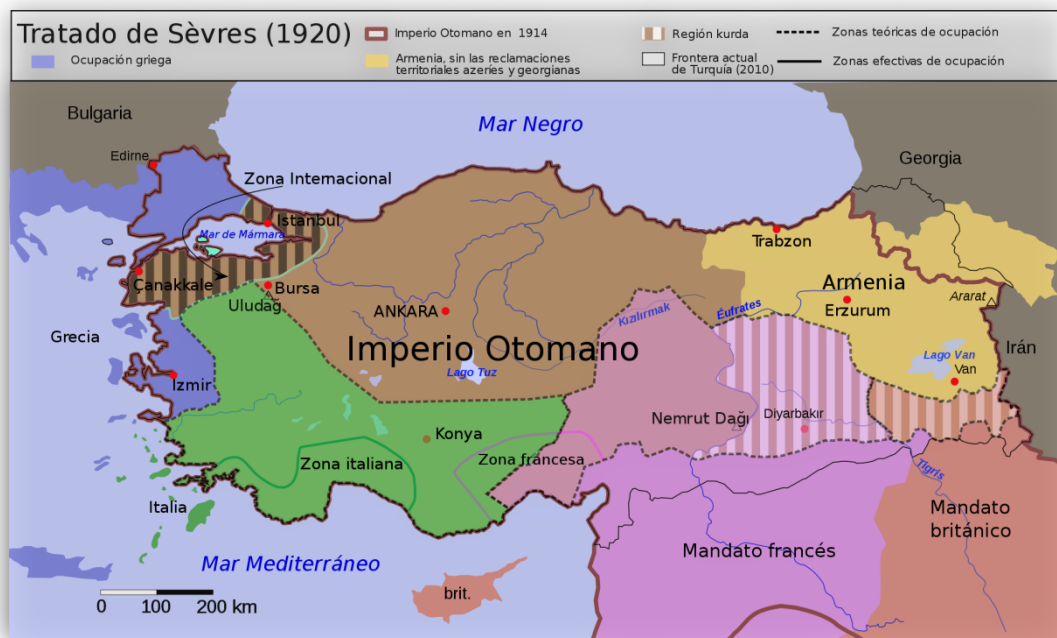 Tratado de Sèvres (1920)
Ocupación griega
Imperio Otomano en 1914
Armenia, sin las reclamaciones
territoriales azeríes y georgianas
Región kurda
Frontera actual
de Turquía (2010)
Zonas teóricas de ocupación
Zonas efectivas de ocupación
Bulgaria
Mar Negro
Edirne
Georgia
Zona Internacional
Istanbul
Mar de Mármara
Trabzon
Çanakkale
Bursa
Uludağ
Armenia
Erzurum
Ararat
ANKARA
Kızılırmak
Éufrates
Grecia
Imperio Otomano
Irán
Lago Tuz
Lago Van
Van
İzmir
Nemrut Daği
Diyarbakır
Konya
Zona italiana
Zona francesa
Tigris
Italia
Mandato
británico
Mandato francés
Mar Mediterráneo
brit.
0 100 200 km